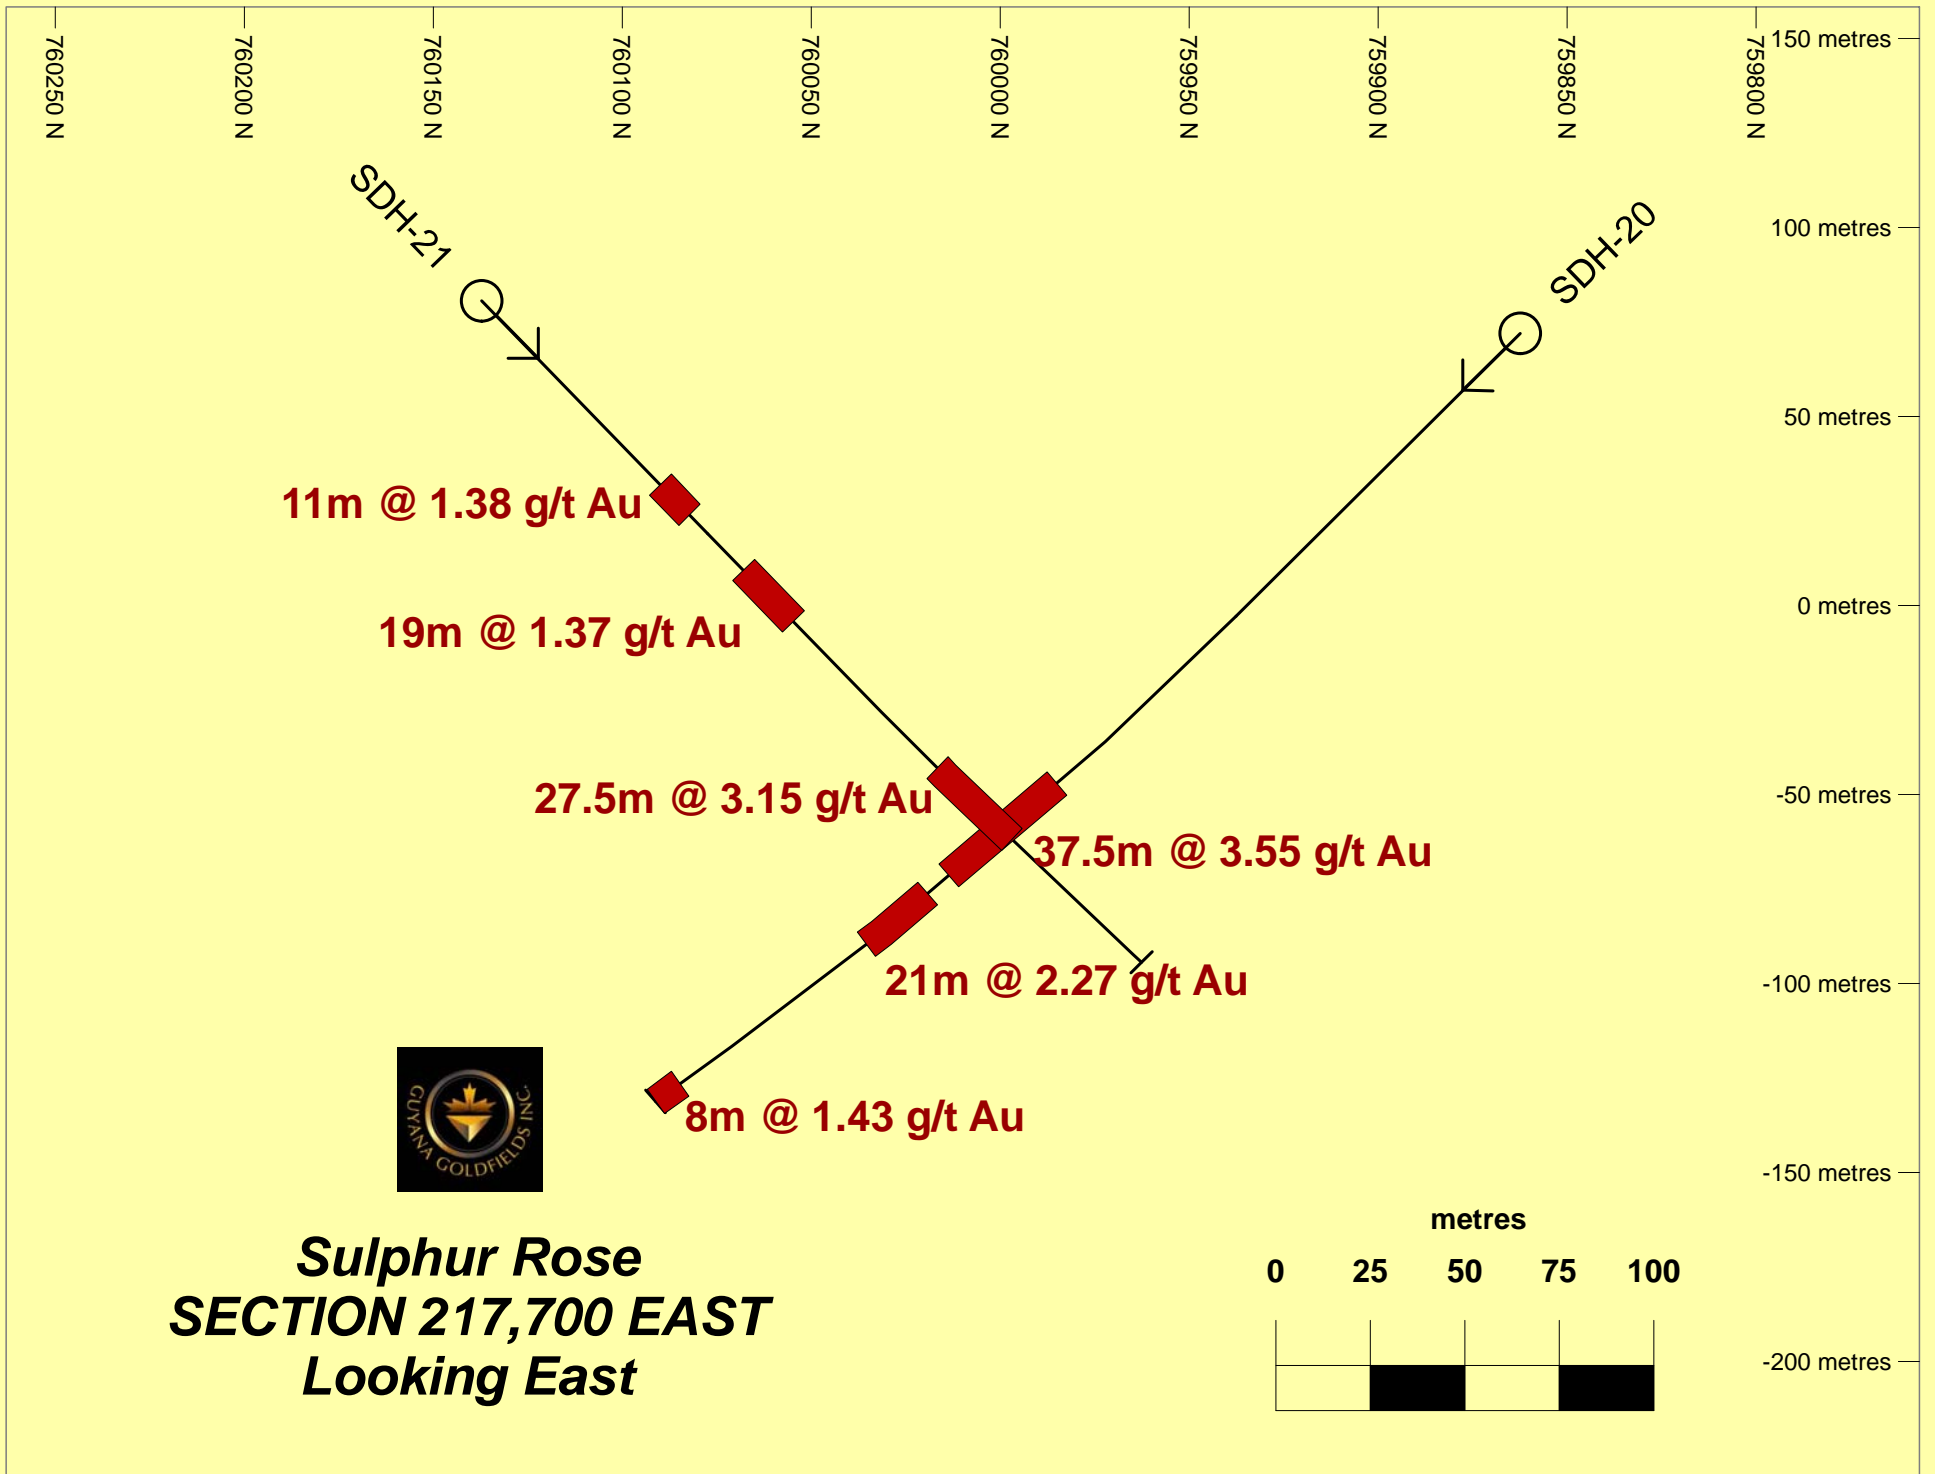 760250 N
760200 N
760150 N
760100 N
760050 N
760000 N
759950 N
759900 N
759850 N
759800 N
150 metres
100 metres
50 metres
0 metres
-50 metres
-100 metres
-150 metres
-200 metres
SDH-21
SDH-20
11m @ 1.38 g/t Au
19m @ 1.37 g/t Au
27.5m @ 3.15 g/t Au
37.5m @ 3.55 g/t Au
21m @ 2.27 g/t Au
8m @ 1.43 g/t Au
GUYANA GOLDFIELDS INC.
Sulphur Rose
SECTION 217,700 EAST
Looking East
metres
0 25 50 75 100